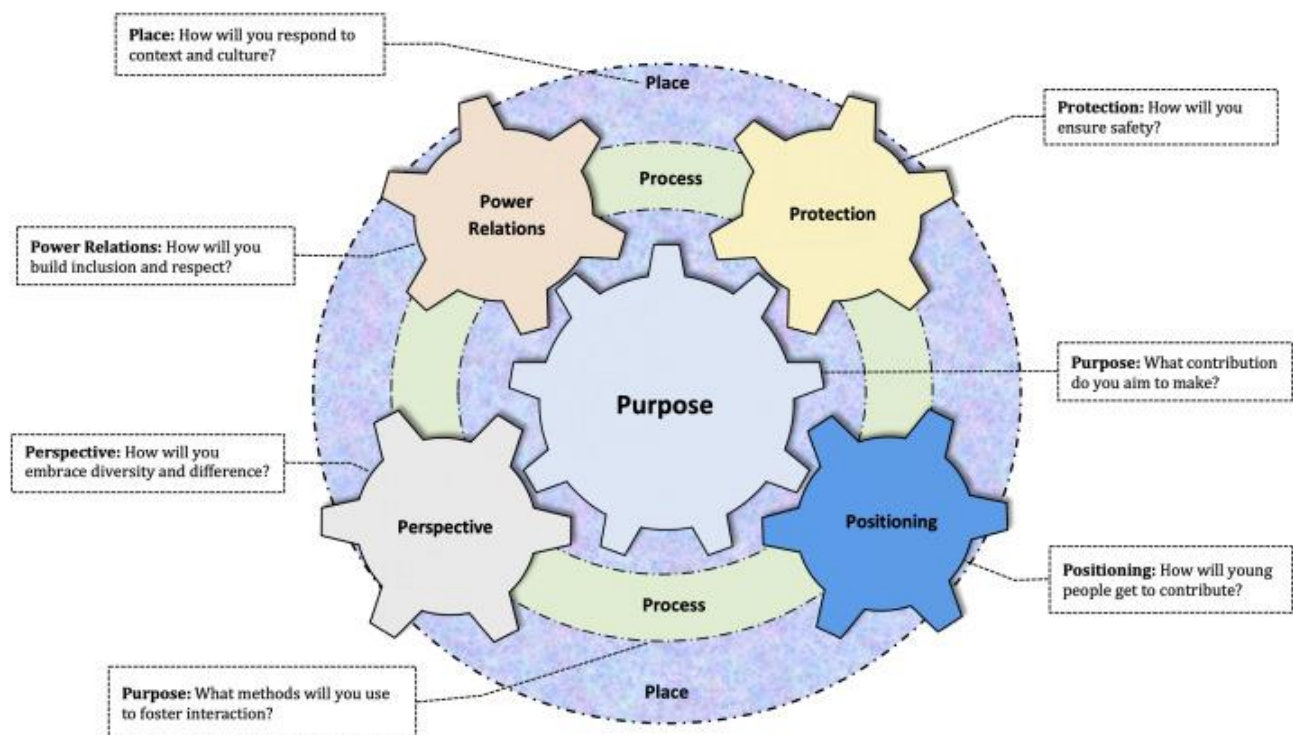 Place: How will you respond to
context and culture?
Place
Protection: How will you
ensure safety?
Process
Power
Relations
Protection
Power Relations: How will you
build inclusion and respect?
Purpose: What contribution
do you aim to make?
Purpose
Perspective: How will you
embrace diversity and difference?
Perspective
Positioning
Positioning: How will young
people get to contribute?
Process
Purpose: What methods will you use
to foster interaction?
Place